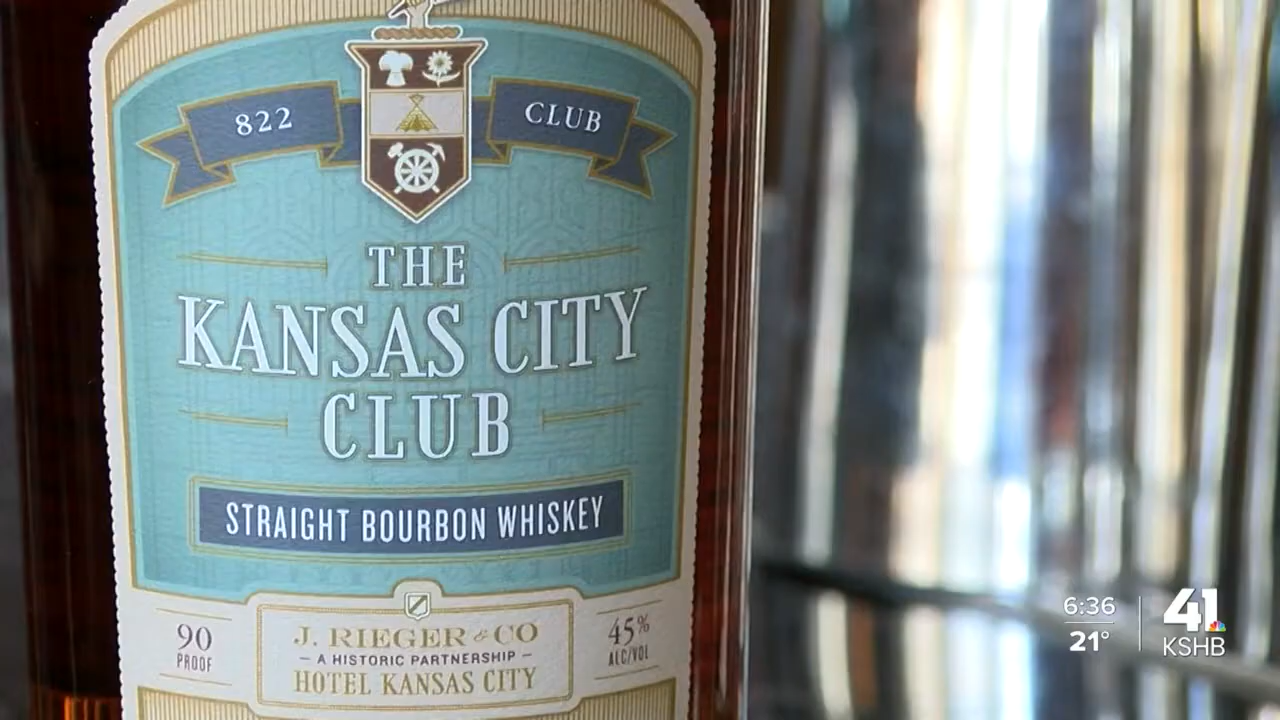 822 CLUB
THE
KANSAS CITY
CLUB
STRAIGHT BOURBON WHISKEY
90
PROOF
J. RIEGER & CO
– A HISTORIC PARTNERSHIP –
HOTEL KANSAS CITY
45%
ALC/VOL
6:36
21°
41
KSHB